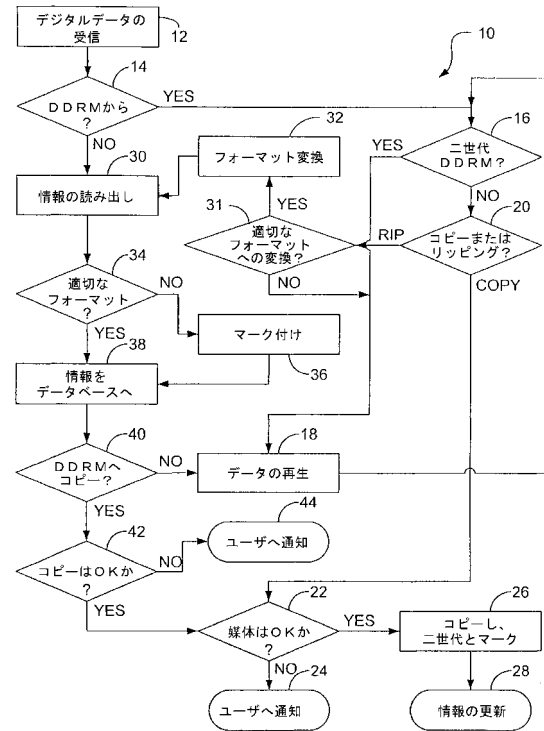 デジタルデータの
受信
12
10
14
DDRMから
?
YES
NO
32
フォーマット変換
16
二世代
DDRM?
YES
NO
30
情報の読み出し
31
適切な
フォーマット
への変換?
YES
NO
20
コピーまたは
リッピング?
RIP
COPY
34
適切な
フォーマット
?
NO
YES
マーク付け
36
38
情報を
データベースへ
40
DDRMへ
コピー?
NO
YES
18
データの再生
42
コピーはOKか
?
NO
YES
44
ユーザへ通知
22
媒体はOKか
?
YES
NO
26
コピーし、
二世代とマーク
24
ユーザへ通知
28
情報の更新